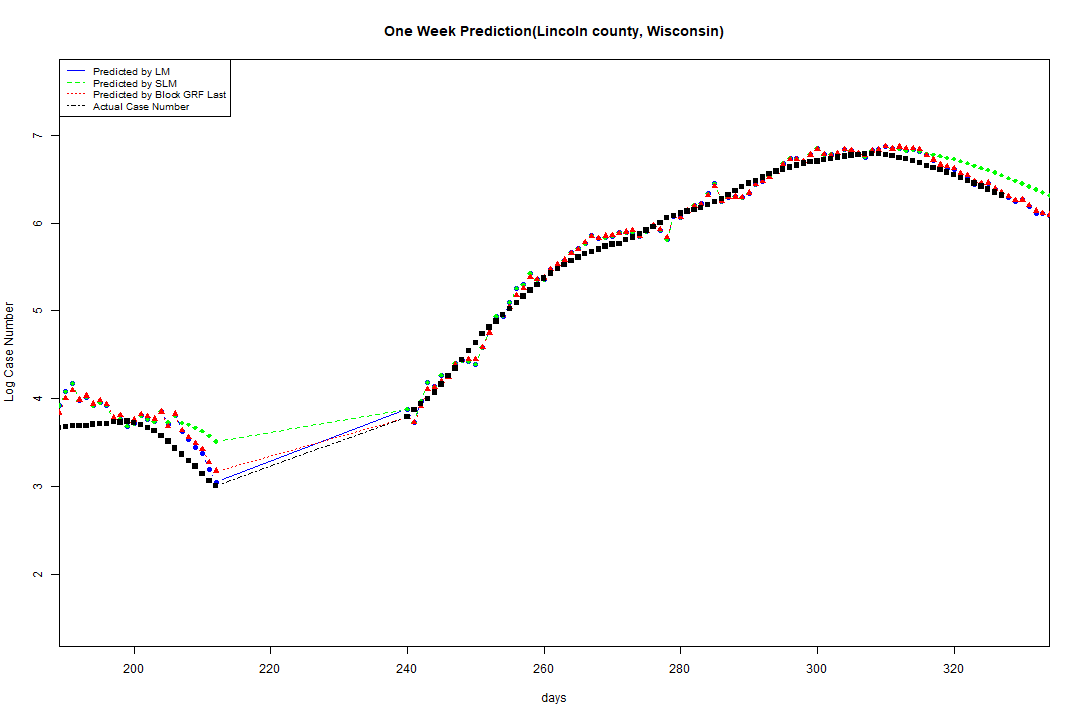 One Week Prediction(Lincoln county, Wisconsin)
Predicted by LM
Predicted by SLM
Predicted by Block GRF Last
Actual Case Number
Log Case Number
7
6
5
4
3
2
200 220 240 260 280 300 320
days